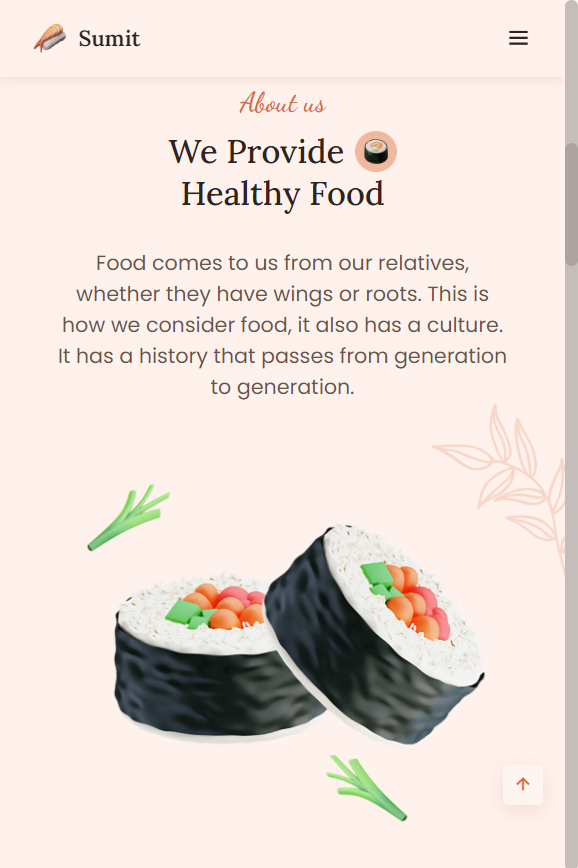 Sumit
About us
We Provide
Healthy Food
Food comes to us from our relatives,
whether they have wings or roots. This is
how we consider food, it also has a culture.
It has a history that passes from generation
to generation.